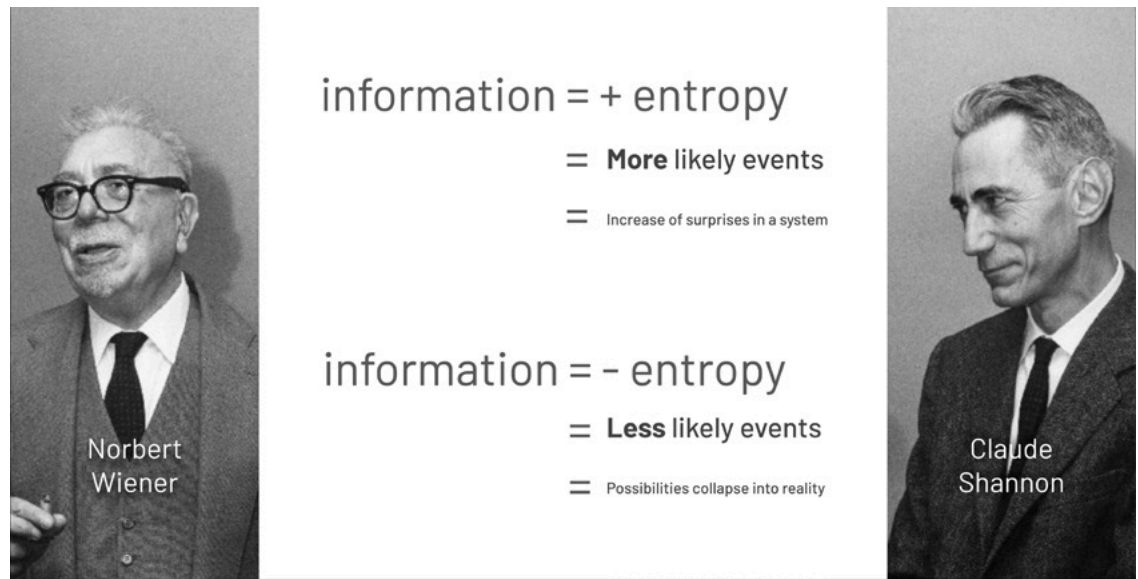 information = + entropy
= More likely events
= Increase of surprises in a system
information = - entropy
= Less likely events
= Possibilities collapse into reality
Norbert
Wiener
Claude
Shannon